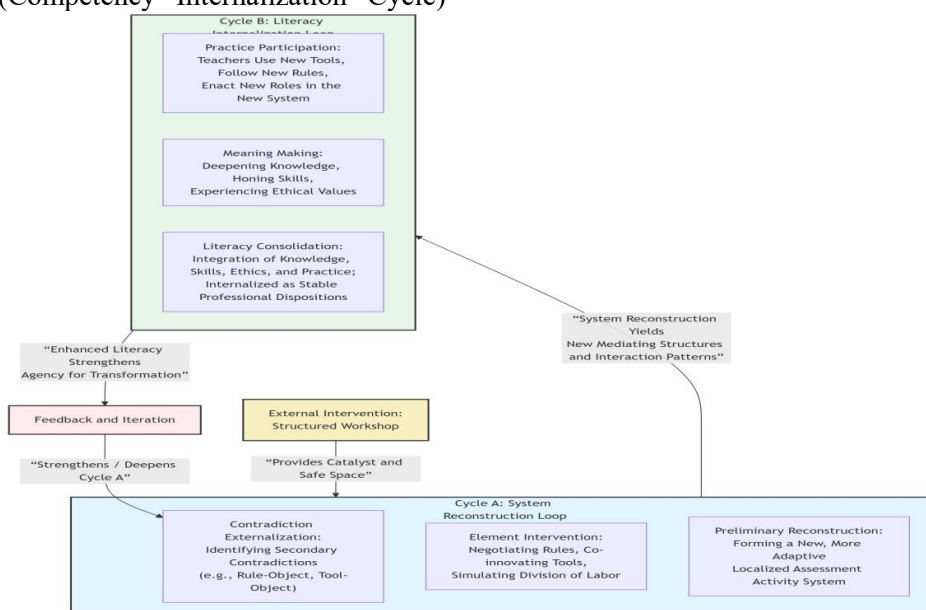 (Competency Internalization Cycle)
Cycle B: Literacy
Internalization Loop
Practice Participation:
Teachers Use New Tools,
Follow New Rules,
Enact New Roles in the
New System
Meaning Making:
Deepening Knowledge,
Honing Skills,
Experiencing Ethical Values
Literacy Consolidation:
Integration of Knowledge,
Skills, Ethics, and Practice;
Internalized as Stable
Professional Dispositions
“System Reconstruction
Yields
New Mediating Structures
and Interaction Patterns”
“Enhanced Literacy
Strengthens
Agency for Transformation”
Feedback and Iteration
External Intervention:
Structured Workshop
“Strengthens / Deepens
Cycle A”
“Provides Catalyst and
Safe Space”
Cycle A: System
Reconstruction Loop
Contradiction
Externalization:
Identifying Secondary
Contradictions
(e.g., Rule-Object, Tool-
Object)
Element Intervention:
Negotiating Rules, Co-
innovating Tools,
Simulating Division of Labor
Preliminary Reconstruction:
Forming a New, More
Adaptive
Localized Assessment
Activity System